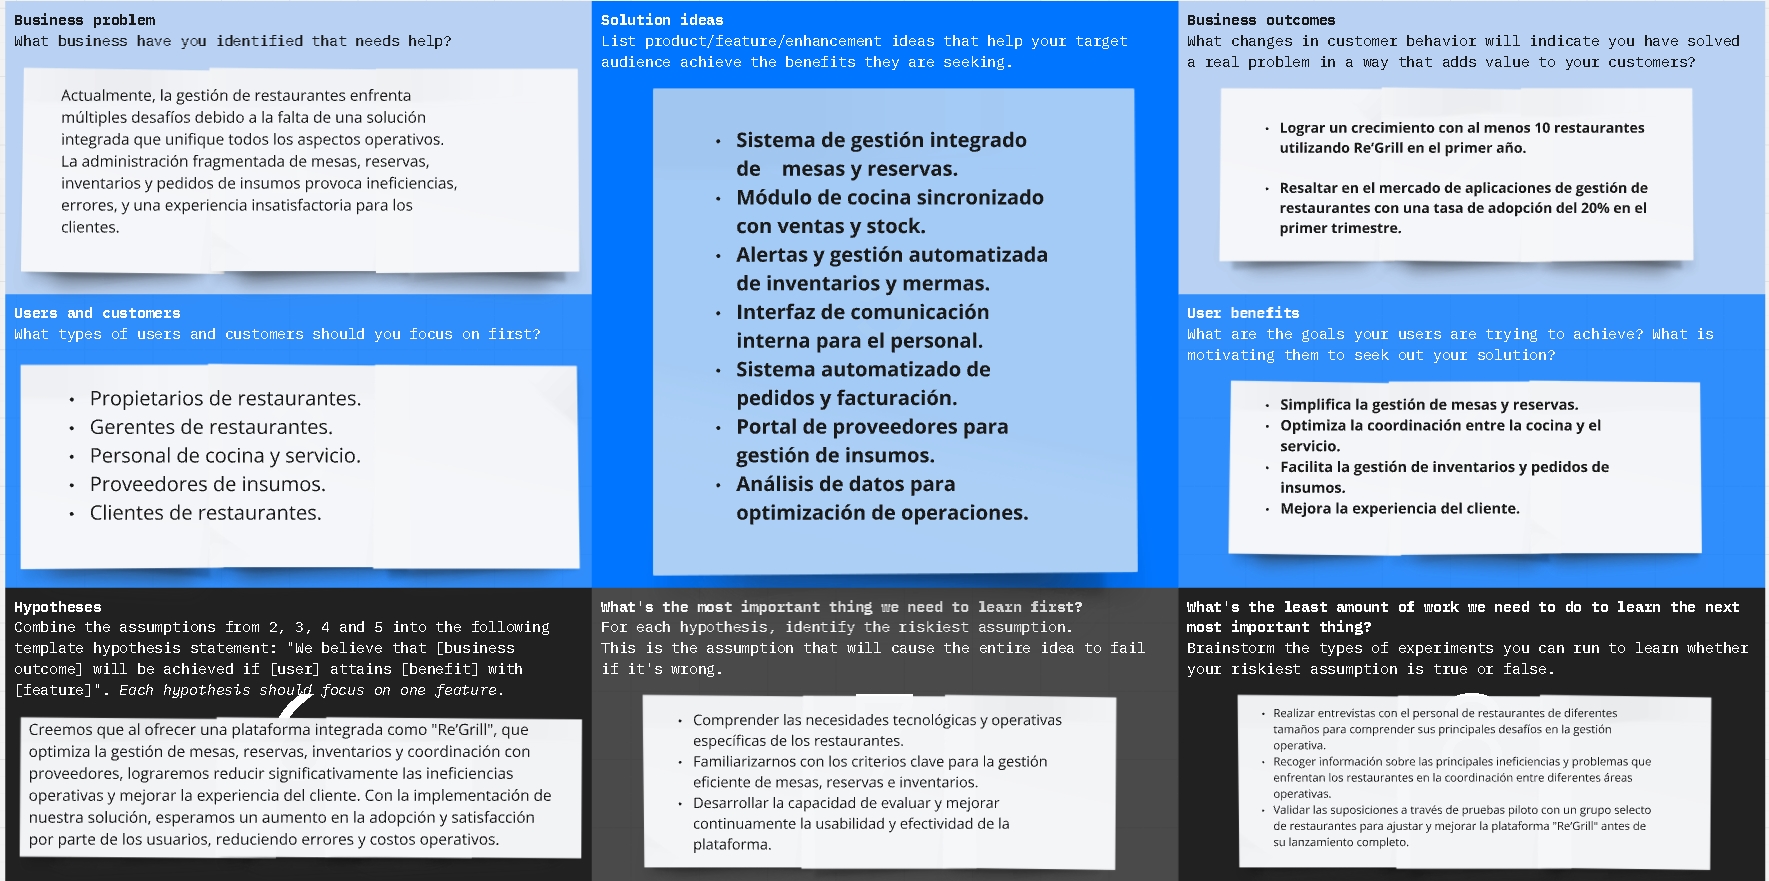 Business problem
What business have you identified that needs help?
Actualmente, la gestión de restaurantes enfrenta
múltiples desafíos debido a la falta de una solución
integrada que unifique todos los aspectos operativos.
La administración fragmentada de mesas, reservas,
inventarios y pedidos de insumos provoca ineficiencias,
errores, y una experiencia insatisfactoria para los
clientes.
Solution ideas
List product/feature/enhancement ideas that help your target
audience achieve the benefits they are seeking.
• Sistema de gestión integrado
de mesas y reservas.
• Módulo de cocina sincronizado
con ventas y stock.
• Alertas y gestión automatizada
de inventarios y mermas.
• Interfaz de comunicación
interna para el personal.
• Sistema automatizado de
pedidos y facturación.
• Portal de proveedores para
gestión de insumos.
• Análisis de datos para
optimización de operaciones.
Business outcomes
What changes in customer behavior will indicate you have solved
a real problem in a way that adds value to your customers?
• Lograr un crecimiento con al menos 10 restaurantes
utilizando Re'Grill en el primer año.
• Resaltar en el mercado de aplicaciones de gestión de
restaurantes con una tasa de adopción del 20% en el
primer trimestre.
Users and customers
What types of users and customers should you focus on first?
• Propietarios de restaurantes.
• Gerentes de restaurantes.
• Personal de cocina y servicio.
• Proveedores de insumos.
• Clientes de restaurantes.
User benefits
What are the goals your users are trying to achieve? What is
motivating them to seek out your solution?
• Simplifica la gestión de mesas y reservas.
• Optimiza la coordinación entre la cocina y el
servicio.
• Facilita la gestión de inventarios y pedidos de
insumos.
• Mejora la experiencia del cliente.
Hypotheses
Combine the assumptions from 2, 3, 4 and 5 into the following
template hypothesis statement: "We believe that [business
outcome] will be achieved if [user] attains [benefit] with
[feature]". Each hypothesis should focus on one feature.
Creemos que al ofrecer una plataforma integrada como "Re'Grill", que
optimiza la gestión de mesas, reservas, inventarios y coordinación con
proveedores, lograremos reducir significativamente las ineficiencias
operativas y mejorar la experiencia del cliente. Con la implementación de
nuestra solución, esperamos un aumento en la adopción y satisfacción
por parte de los usuarios, reduciendo errores y costos operativos.
What's the most important thing we need to learn first?
For each hypothesis, identify the riskiest assumption.
This is the assumption that will cause the entire idea to fail
if it's wrong.
• Comprender las necesidades tecnológicas y operativas
específicas de los restaurantes.
• Familiarizarnos con los criterios clave para la gestión
eficiente de mesas, reservas e inventarios.
• Desarrollar la capacidad de evaluar y mejorar
continuamente la usabilidad y efectividad de la
plataforma.
What's the least amount of work we need to do to learn the next
most important thing?
Brainstorm the types of experiments you can run to learn whether
your riskiest assumption is true or false.
• Realizar entrevistas con el personal de restaurantes de diferentes
tamaños para comprender sus principales desafíos en la gestión
operativa.
• Recoger información sobre las principales ineficiencias y problemas que
enfrentan los restaurantes en la coordinación entre diferentes áreas
operativas.
• Validar las suposiciones a través de pruebas piloto con un grupo selecto
de restaurantes para ajustar y mejorar la plataforma "Re'Grill" antes de
su lanzamiento completo.